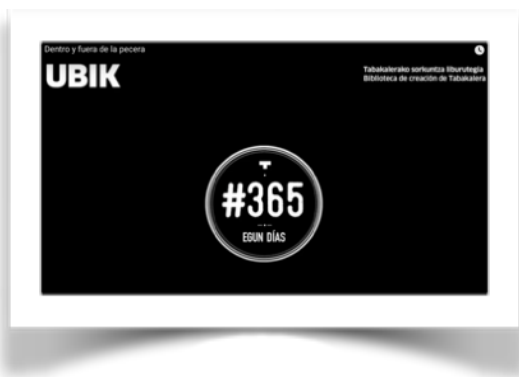 Dentro y fuera de la pecera
UBIK
Tabakalerako sorkuntza liburutegia
Biblioteca de creación de Tabakalera
#365
EGUN DÍAS